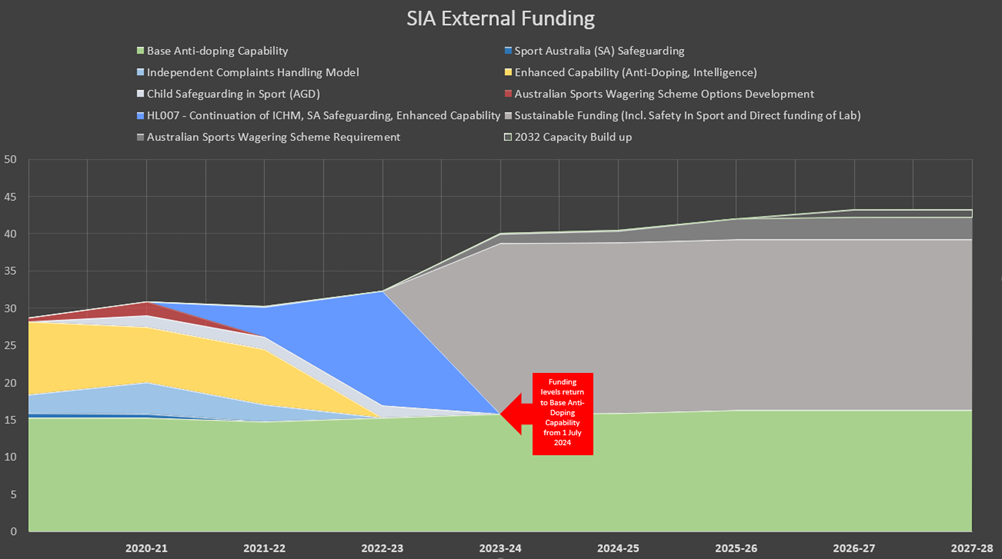 SIA External Funding
Base Anti-doping Capability
Sport Australia (SA) Safeguarding
Independent Complaints Handling Model
Enhanced Capability (Anti-Doping, Intelligence)
Child Safeguarding in Sport (AGD)
Australian Sports Wagering Scheme Options Development
HL007 - Continuation of ICHM, SA Safeguarding, Enhanced Capability
Sustainable Funding (Incl. Safety In Sport and Direct funding of Lab)
Australian Sports Wagering Scheme Requirement
2032 Capacity Build up
50
45
40
35
30
25
20
15
10
5
0
Funding
levels return
to Base Anti-
Doping
Capability
from 1 July
2024
2020-21
2021-22
2022-23
2023-24
2024-25
2025-26
2026-27
2027-28